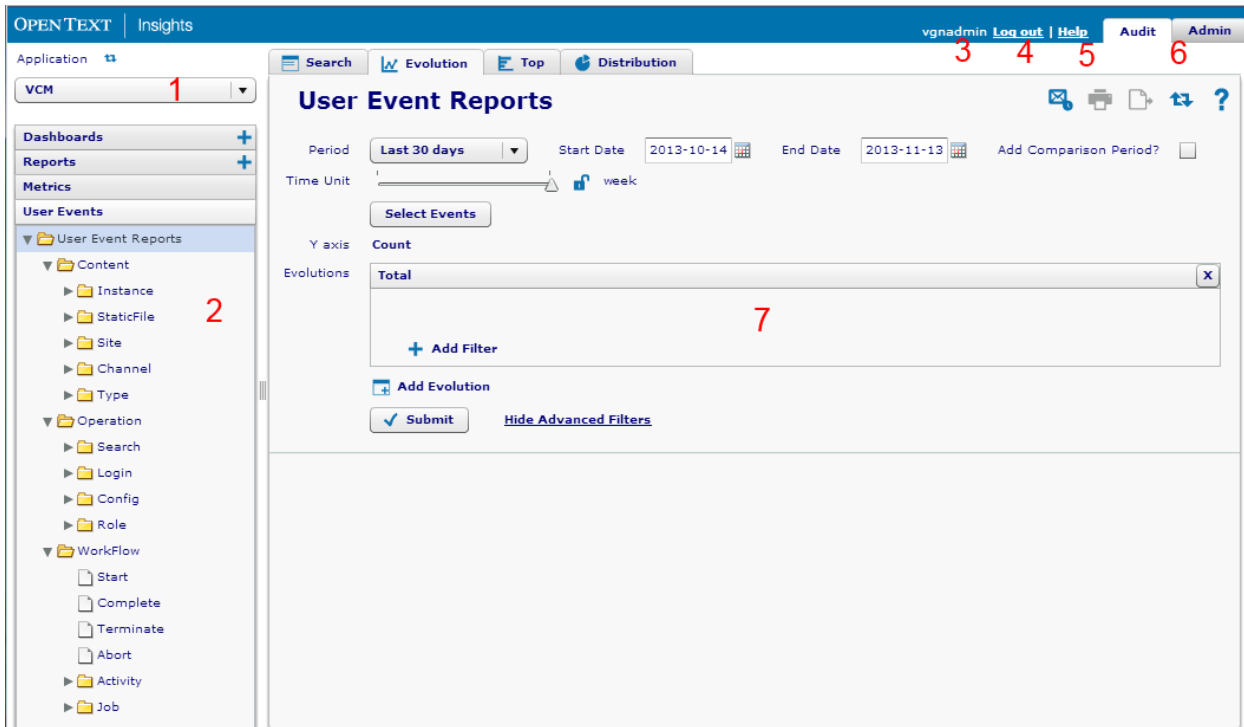 OPENTEXT | Insights
vgnadmin Log out | Help Audit Admin
3 4 5 6
Application
VCM 1
Search Evolution Top Distribution
User Event Reports
?
Dashboards
Reports
Metrics
User Events
User Event Reports
Content
Instance
StaticFile
2
Site
Channel
Type
Operation
Search
Login
Config
Role
WorkFlow
Start
Complete
Terminate
Abort
Activity
Job
Period Last 30 days Start Date 2013-10-14 End Date 2013-11-13 Add Comparison Period?
Time Unit week
Select Events
Y axis Count
Evolutions Total X
7
Add Filter
Add Evolution
Submit Hide Advanced Filters